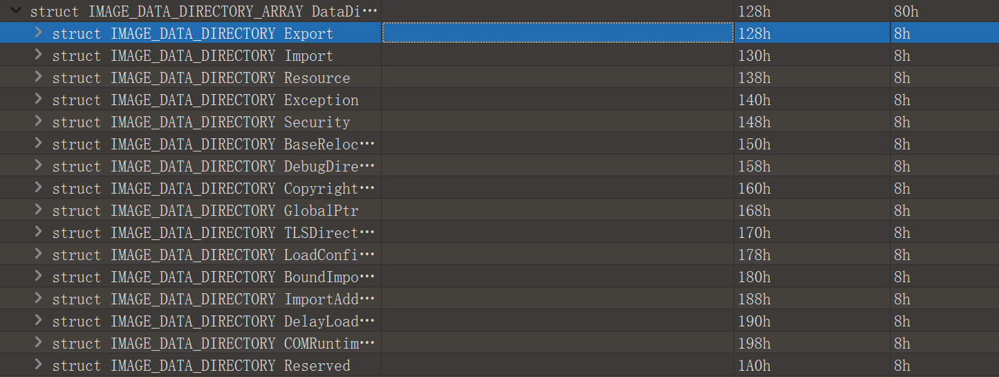 struct IMAGE_DATA_DIRECTORY_ARRAY DataDi··· 128h 80h
struct IMAGE_DATA_DIRECTORY Export 128h 8h
struct IMAGE_DATA_DIRECTORY Import 130h 8h
struct IMAGE_DATA_DIRECTORY Resource 138h 8h
struct IMAGE_DATA_DIRECTORY Exception 140h 8h
struct IMAGE_DATA_DIRECTORY Security 148h 8h
struct IMAGE_DATA_DIRECTORY BaseReloc··· 150h 8h
struct IMAGE_DATA_DIRECTORY DebugDire··· 158h 8h
struct IMAGE_DATA_DIRECTORY Copyright··· 160h 8h
struct IMAGE_DATA_DIRECTORY GlobalPtr 168h 8h
struct IMAGE_DATA_DIRECTORY TLSDirect··· 170h 8h
struct IMAGE_DATA_DIRECTORY LoadConfi··· 178h 8h
struct IMAGE_DATA_DIRECTORY BoundImpo··· 180h 8h
struct IMAGE_DATA_DIRECTORY ImportAdd··· 188h 8h
struct IMAGE_DATA_DIRECTORY DelayLoad··· 190h 8h
struct IMAGE_DATA_DIRECTORY COMRuntim··· 198h 8h
struct IMAGE_DATA_DIRECTORY Reserved 1A0h 8h